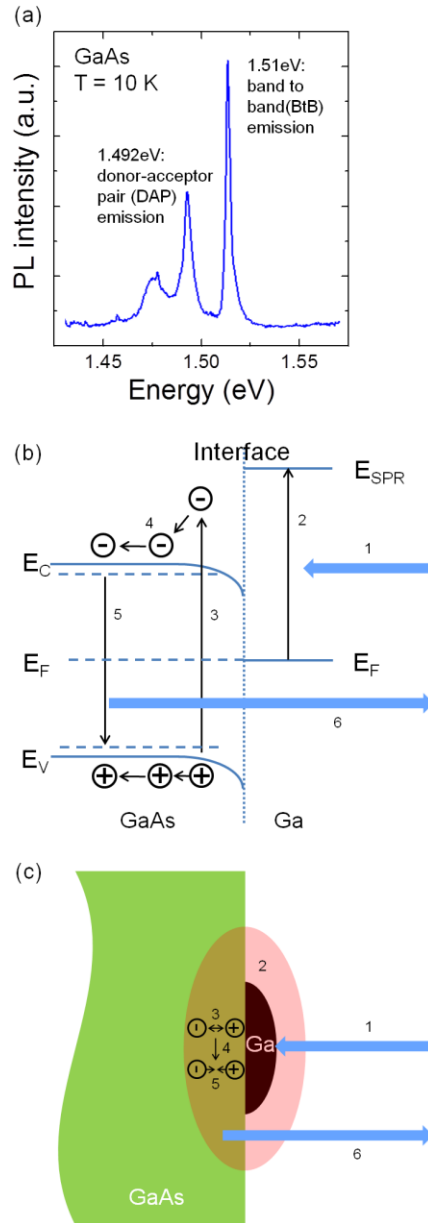 (a)
GaAs
T = 10 K
1.51eV:
band to
band(BtB)
emission
1.492eV:
donor-acceptor
pair (DAP)
emission
PL intensity (a.u.)
1.45 1.50 1.55
Energy (eV)
(b)
Interface
E_SPR
2
4
1
E_C
5
3
E_F
E_F
6
E_V
GaAs
Ga
(c)
2
3
1
4
Ga
5
6
GaAs